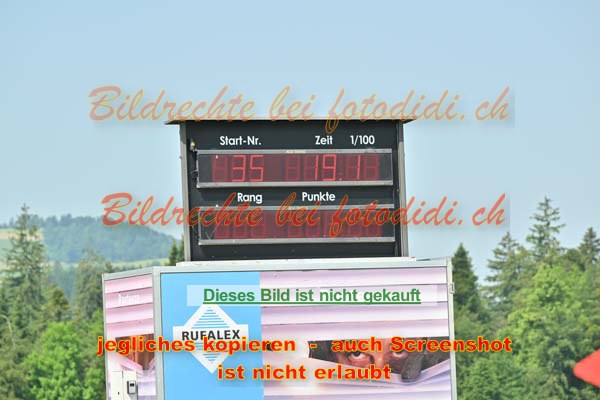 Bildrechte bei fotodidi.ch
Start-Nr. Zeit 1/100
35 19.1
Bildrechte bei fotodidi.ch
Rang Punkte
Dieses Bild ist nicht gekauft
RUFALEX
jegliches kopieren - auch Screenshot
ist nicht erlaubt